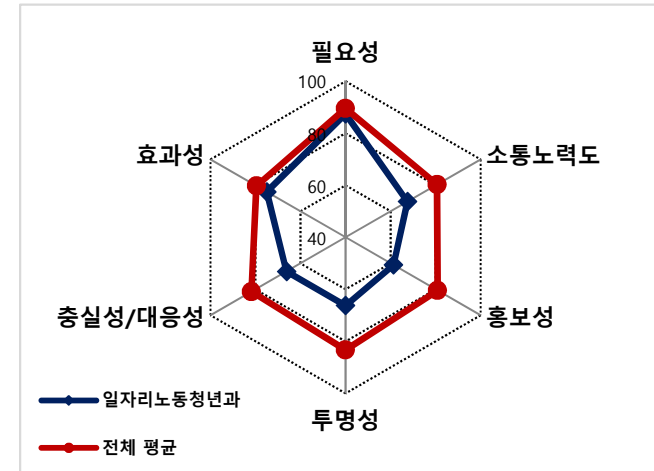 필요성
100
80
효과성
소통노력도
60
40
충실성/대응성
홍보성
일자리노동청년과
투명성
전체 평균